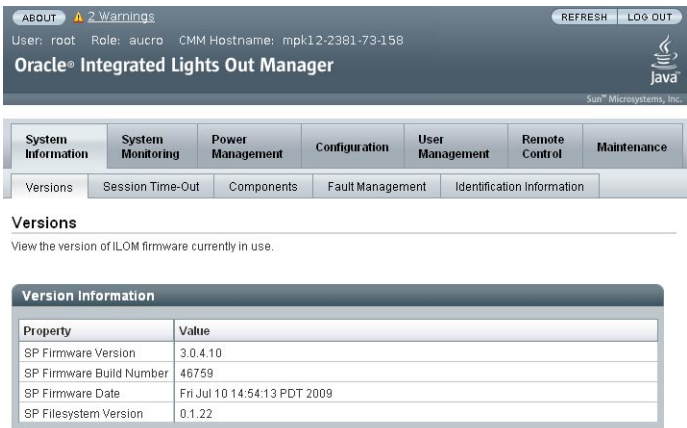 ABOUT ⚠ 2 Warnings REFRESH LOG OUT
User: root Role: aucro CMM Hostname: mpk12-2381-73-158
Oracle® Integrated Lights Out Manager
Java™
Sun™ Microsystems, Inc.
System Information System Monitoring Power Management Configuration User Management Remote Control Maintenance
Versions Session Time-Out Components Fault Management Identification Information
Versions
View the version of ILOM firmware currently in use.
Version Information
Property Value
SP Firmware Version 3.0.4.10
SP Firmware Build Number 46759
SP Firmware Date Fri Jul 10 14:54:13 PDT 2009
SP Filesystem Version 0.1.22